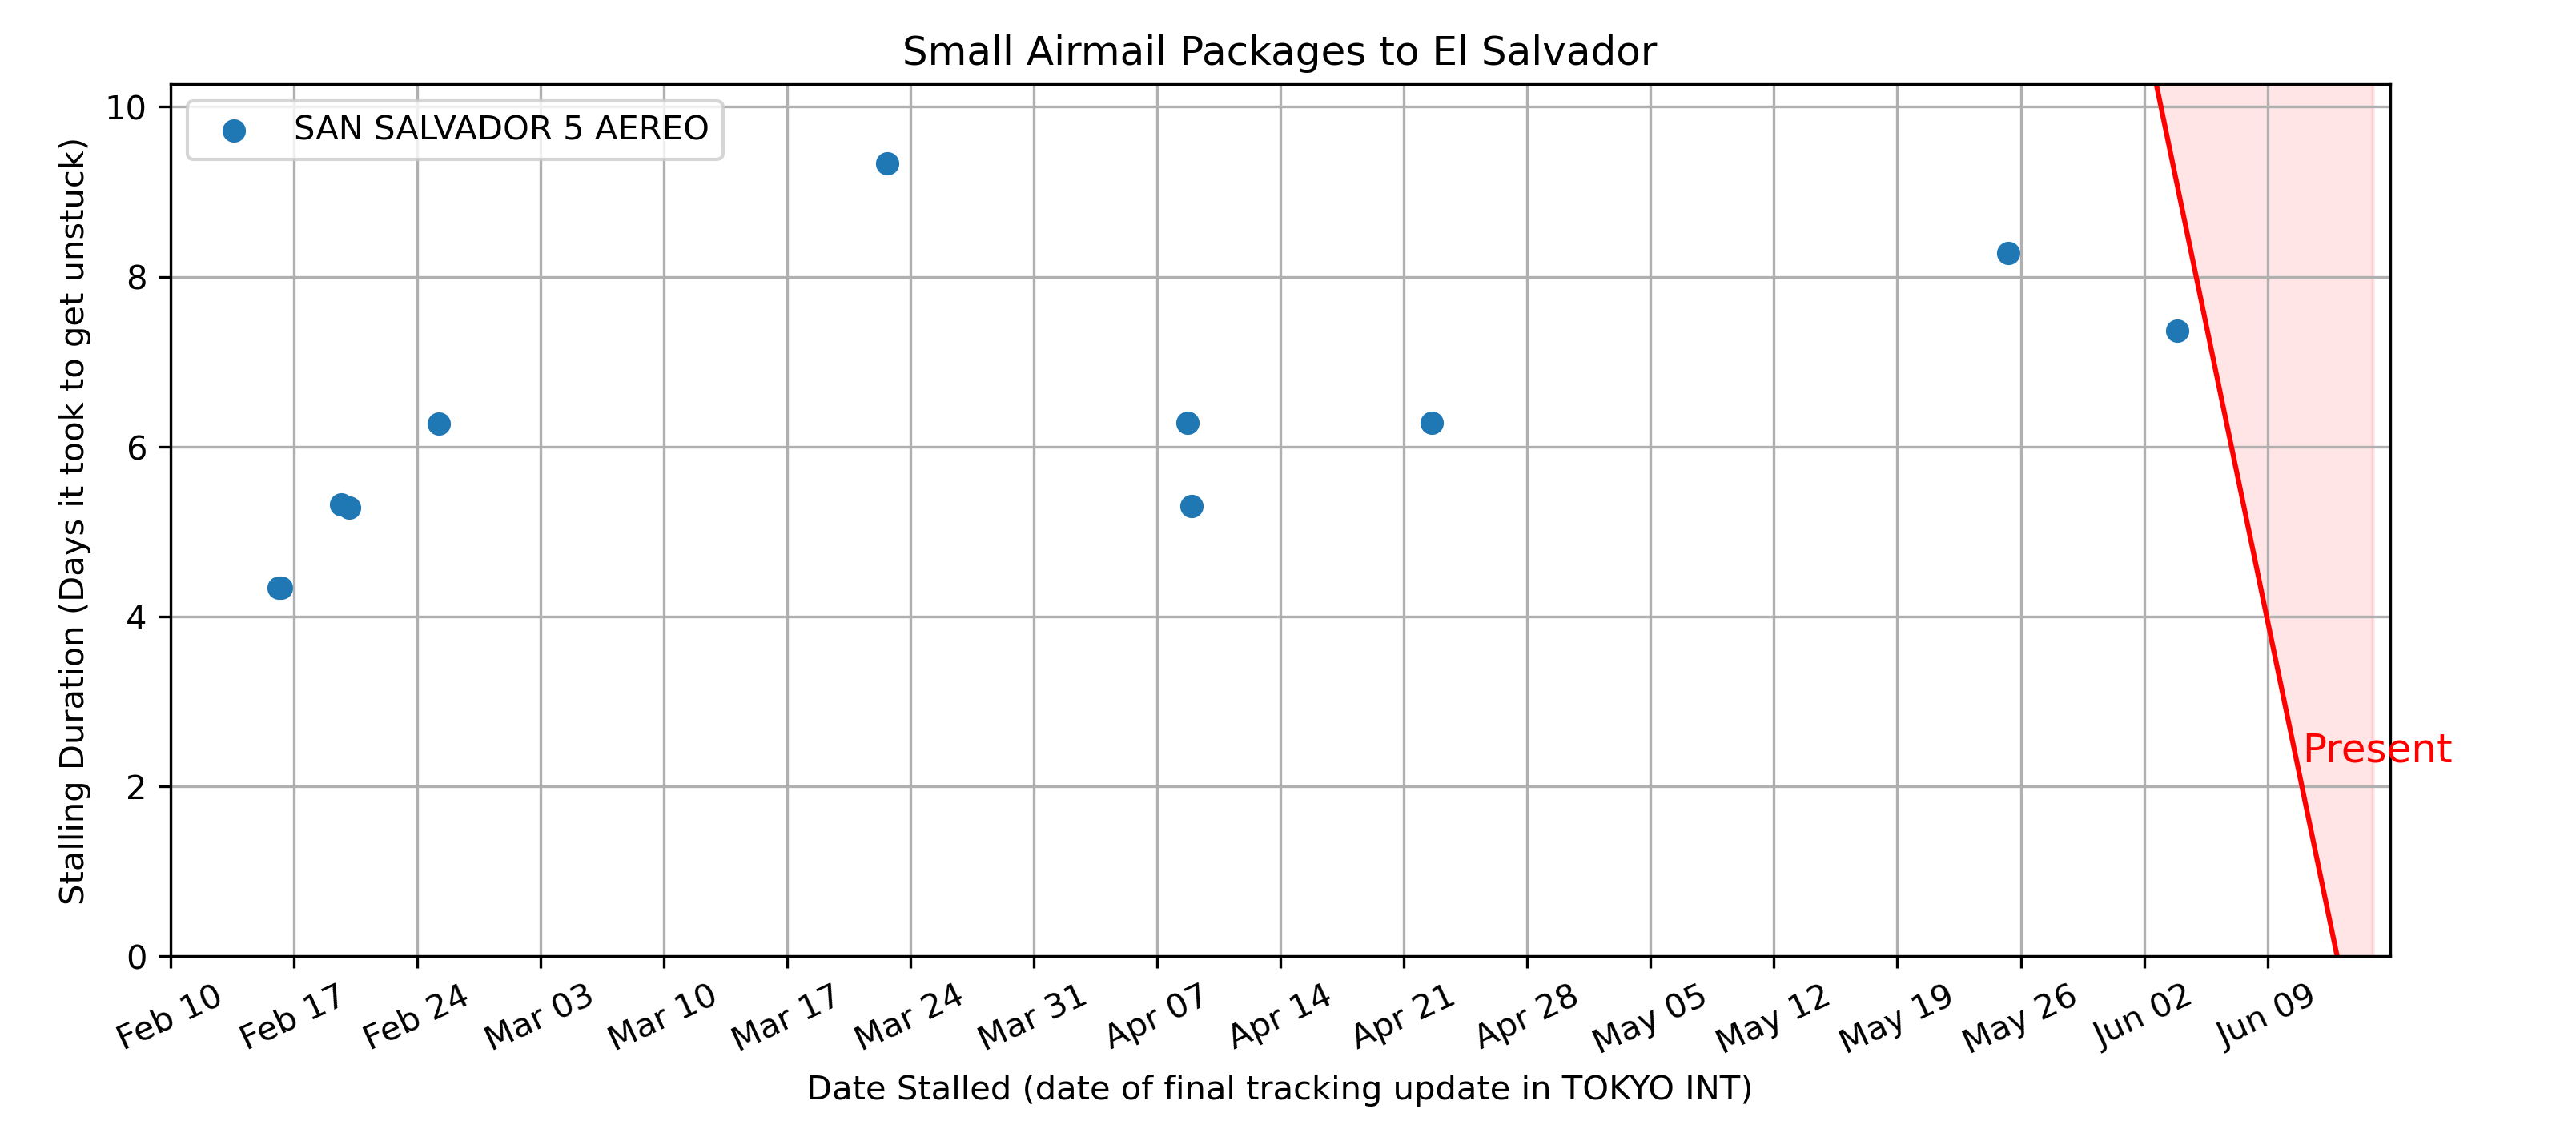 Small Airmail Packages to El Salvador
SAN SALVADOR 5 AEREO
Stalling Duration (Days it took to get unstuck)
10
8
6
4
2
0
Present
Feb 10
Feb 17
Feb 24
Mar 03
Mar 10
Mar 17
Mar 24
Mar 31
Apr 07
Apr 14
Apr 21
Apr 28
May 05
May 12
May 19
May 26
Jun 02
Jun 09
Date Stalled (date of final tracking update in TOKYO INT)